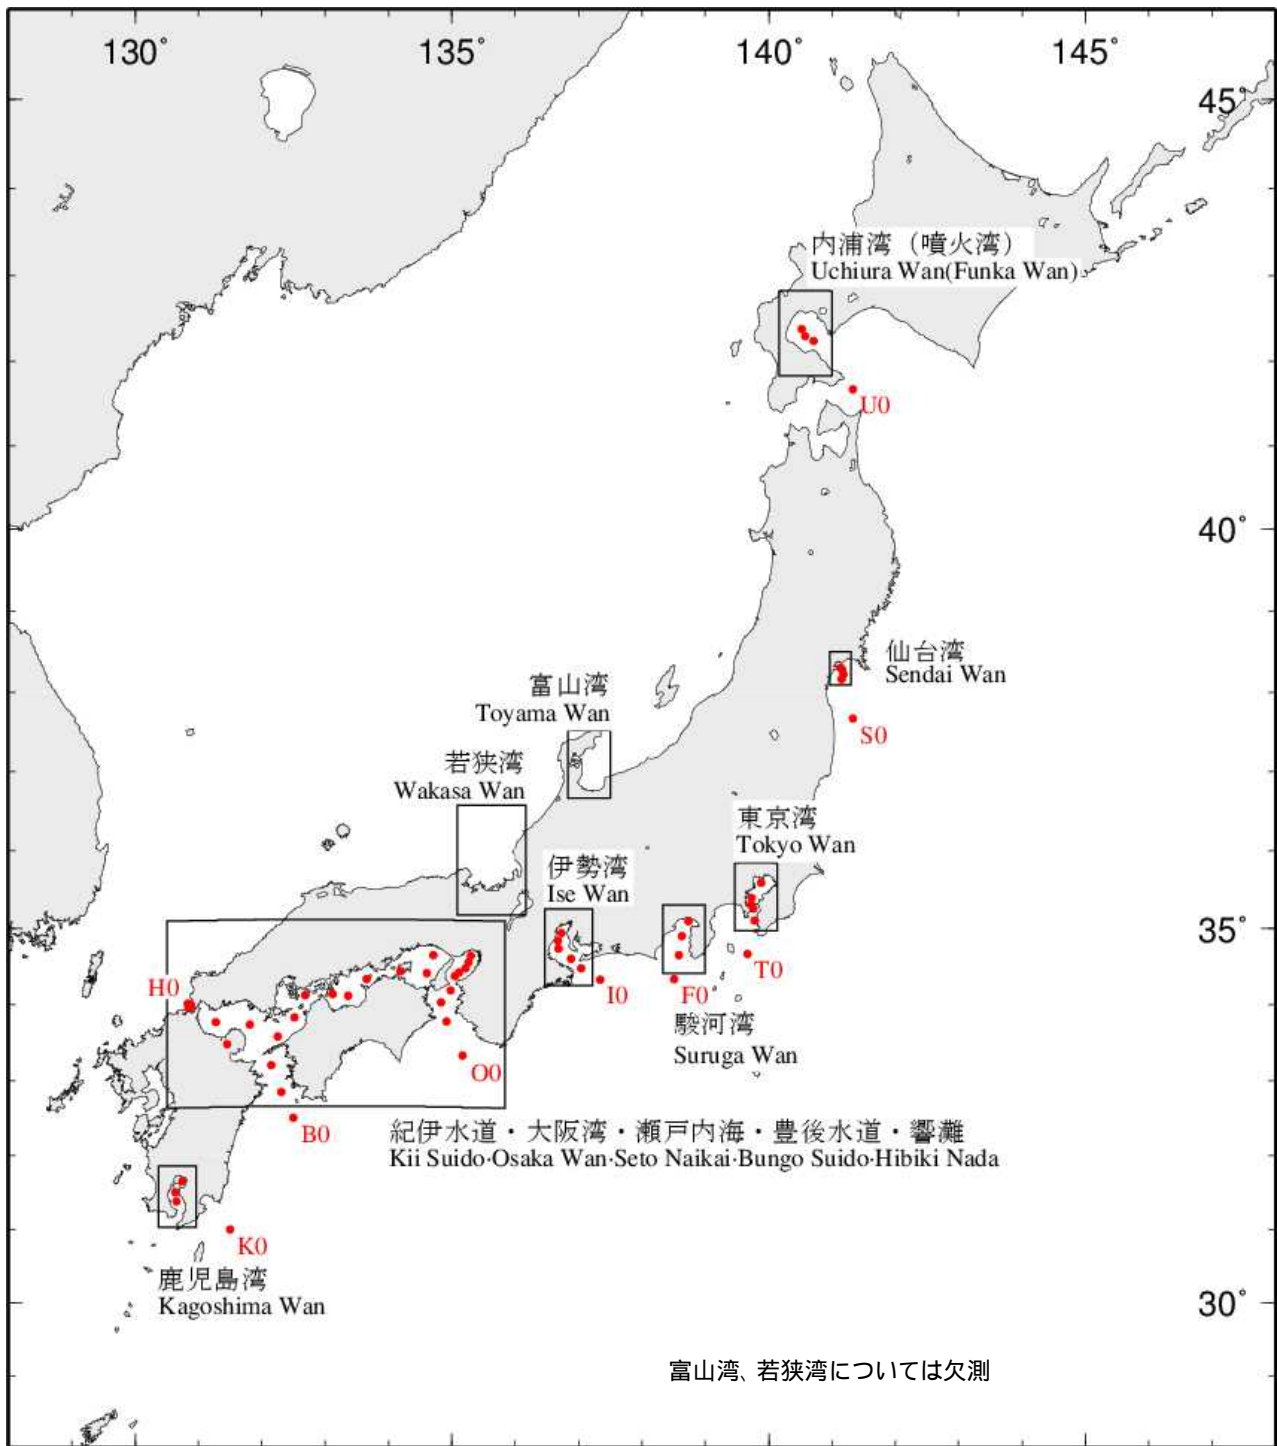 130°
135°
140°
145°
45°
内浦湾（噴火湾）
Uchiura Wan(Funka Wan)
U0
40°
仙台湾
Sendai Wan
S0
富山湾
Toyama Wan
若狭湾
Wakasa Wan
東京湾
Tokyo Wan
伊勢湾
Ise Wan
35°
T0
H0
I0
F0
駿河湾
Suruga Wan
O0
B0
紀伊水道・大阪湾・瀬戸内海・豊後水道・響灘
Kii Suido·Osaka Wan·Seto Naikai·Bungo Suido·Hibiki Nada
K0
鹿児島湾
Kagoshima Wan
30°
富山湾、若狭湾については欠測